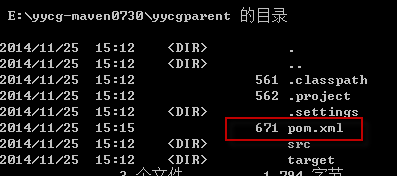 E:\yycg-maven0730\yycgparent 的目录
2014/11/25 15:12 <DIR> .
2014/11/25 15:12 <DIR> ..
2014/11/25 15:12 561 .classpath
2014/11/25 15:12 562 .project
2014/11/25 15:12 <DIR> .settings
2014/11/25 15:15 671 pom.xml
2014/11/25 15:12 <DIR> src
2014/11/25 15:12 <DIR> target
3 个文件 1,794 字节